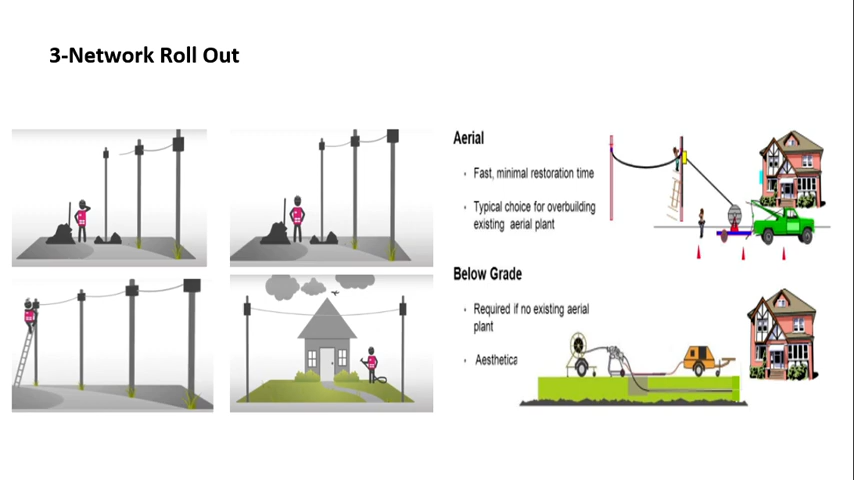 3-Network Roll Out
Aerial
• Fast, minimal restoration time
• Typical choice for overbuilding
existing aerial plant
Below Grade
• Required if no existing aerial
plant
• Aesthetica